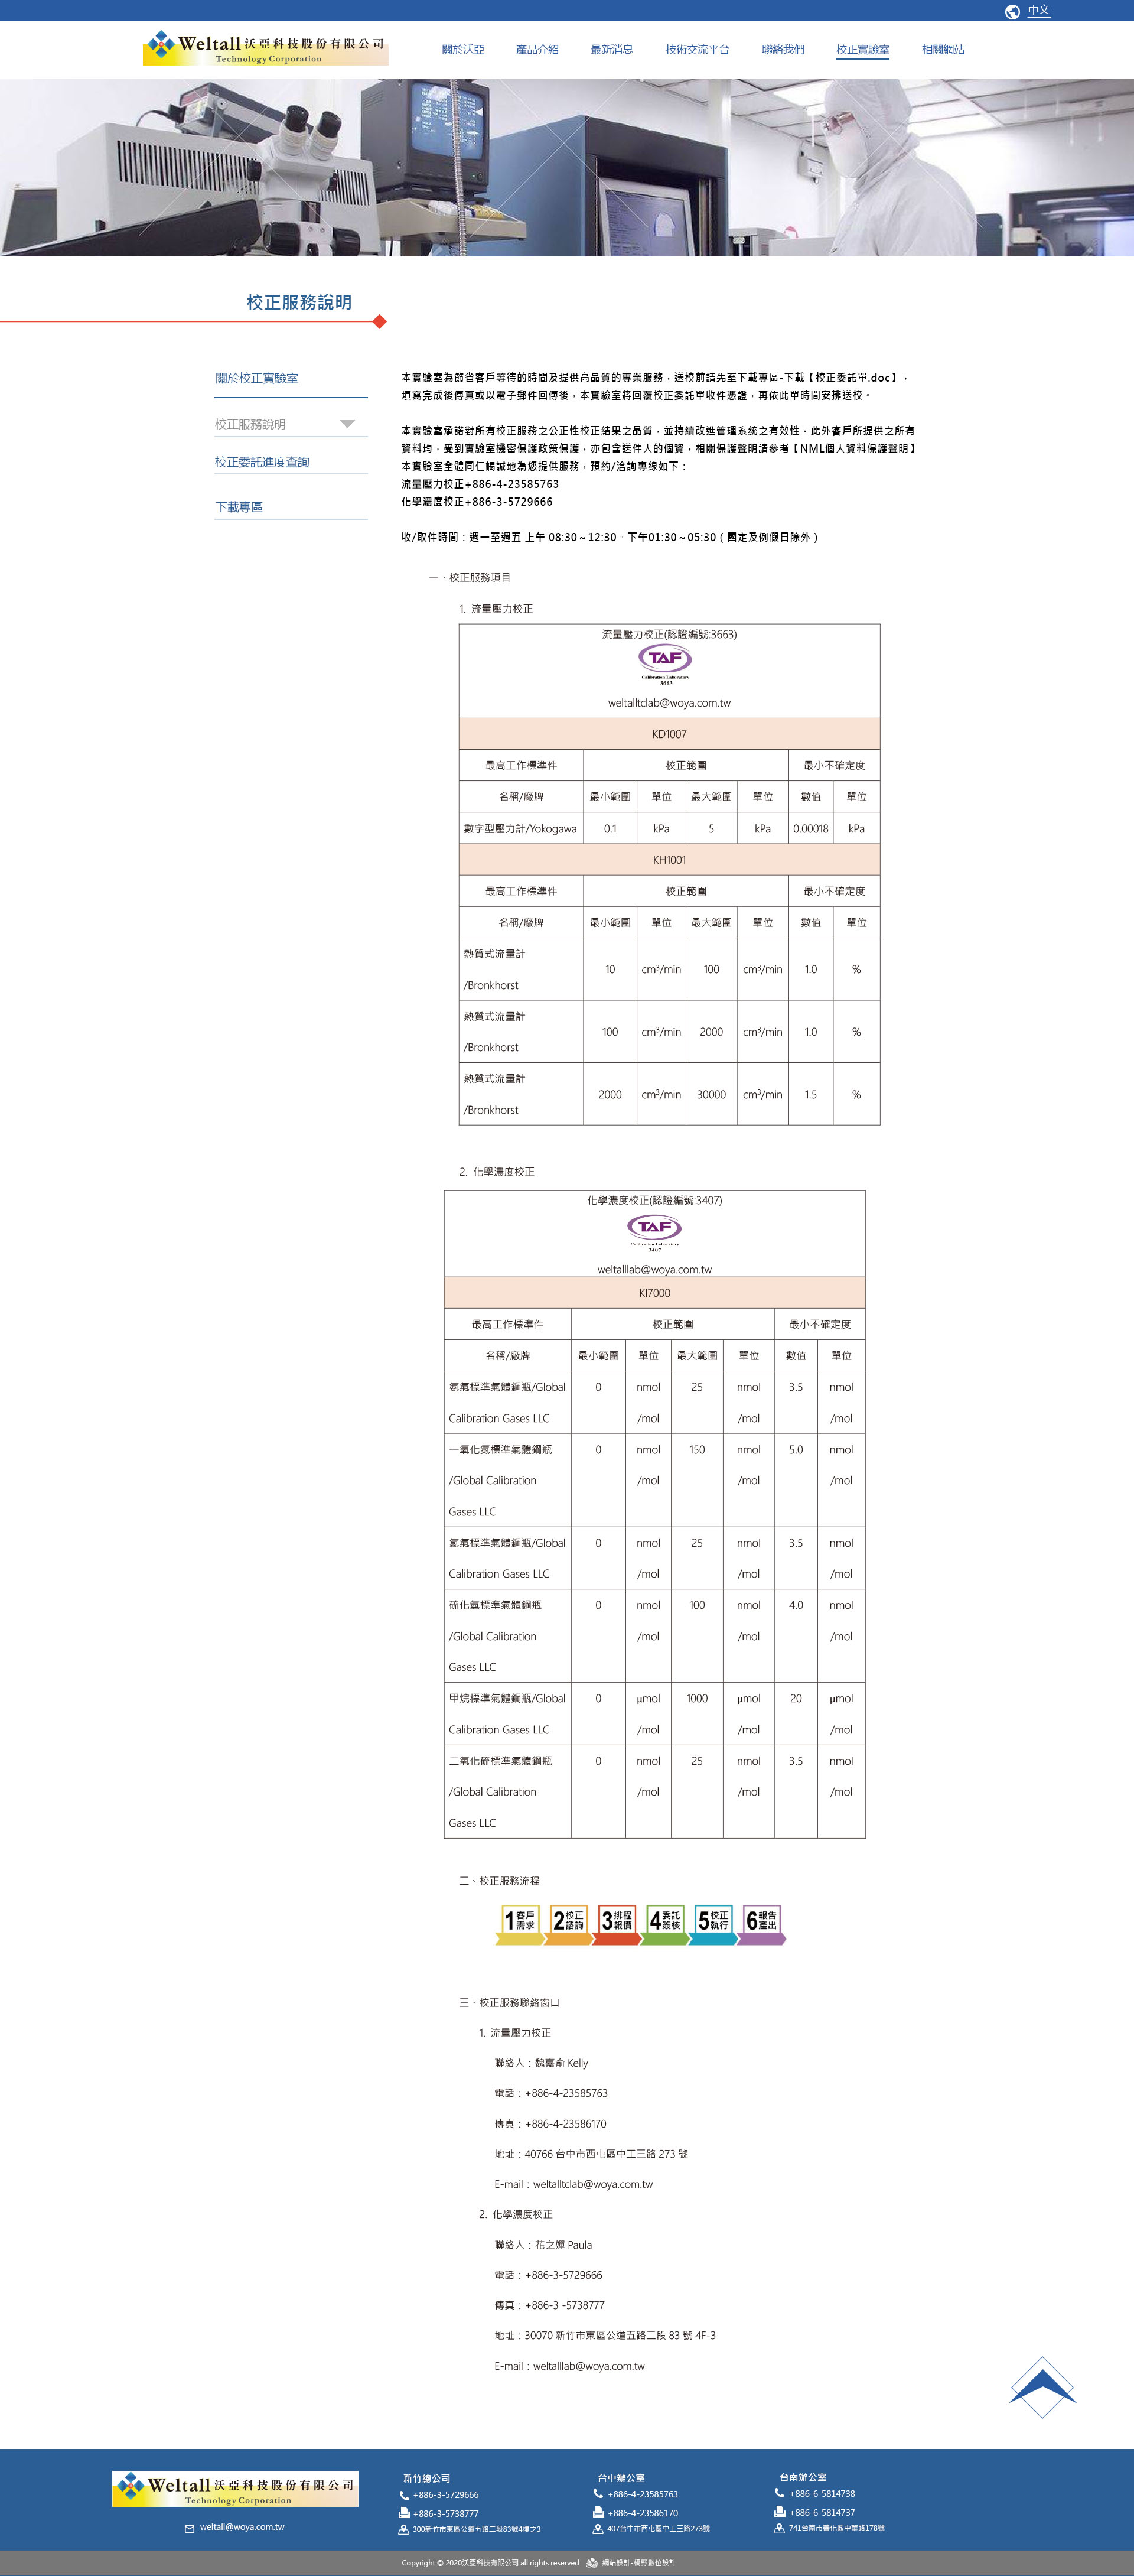 中文
Weltall 沃亞科技股份有限公司
Technology Corporation
關於沃亞 產品介紹 最新消息 技術交流平台 聯絡我們 校正實驗室 相關網站
校正服務說明
關於校正實驗室
校正服務說明
校正委託進度查詢
下載專區
本實驗室為節省客戶等待的時間及提供高品質的專業服務，送校前請先至下載專區-下載【校正委託單.doc】，
填寫完成後傳真或以電子郵件回傳後，本實驗室將回覆校正委託單收件憑證，再依此單時間安排送校。
本實驗室承諾對所有校正服務之公正性校正結果之品質，並持續改進管理系統之有效性。此外客戶所提供之所有
資料均，受到實驗室機密保護政策保護，亦包含送件人的個資，相關保護聲明請參考【NML個人資料保護聲明】
本實驗室全體同仁竭誠地為您提供服務，預約/洽詢專線如下：
流量壓力校正+886-4-23585763
化學濃度校正+886-3-5729666
收/取件時間：週一至週五 上午 08:30～12:30。下午01:30～05:30（國定及例假日除外）
一、校正服務項目
1. 流量壓力校正
流量壓力校正(認證編號:3663)
TAF
Calibration Laboratory
3663
weltalltclab@woya.com.tw
KD1007
最高工作標準件 校正範圍 最小不確定度
名稱/廠牌 最小範圍 單位 最大範圍 單位 數值 單位
數字型壓力計/Yokogawa 0.1 kPa 5 kPa 0.00018 kPa
KH1001
最高工作標準件 校正範圍 最小不確定度
名稱/廠牌 最小範圍 單位 最大範圍 單位 數值 單位
熱質式流量計
/Bronkhorst 10 cm³/min 100 cm³/min 1.0 %
熱質式流量計
/Bronkhorst 100 cm³/min 2000 cm³/min 1.0 %
熱質式流量計
/Bronkhorst 2000 cm³/min 30000 cm³/min 1.5 %
2. 化學濃度校正
化學濃度校正(認證編號:3407)
TAF
Calibration Laboratory
3407
weltalllab@woya.com.tw
KI7000
最高工作標準件 校正範圍 最小不確定度
名稱/廠牌 最小範圍 單位 最大範圍 單位 數值 單位
氨氣標準氣體鋼瓶/Global 0 nmol 25 nmol 3.5 nmol
Calibration Gases LLC /mol /mol /mol
一氧化氮標準氣體鋼瓶 0 nmol 150 nmol 5.0 nmol
/Global Calibration /mol /mol /mol
Gases LLC
氯氣標準氣體鋼瓶/Global 0 nmol 25 nmol 3.5 nmol
Calibration Gases LLC /mol /mol /mol
硫化氫標準氣體鋼瓶 0 nmol 100 nmol 4.0 nmol
/Global Calibration /mol /mol /mol
Gases LLC
甲烷標準氣體鋼瓶/Global 0 μmol 1000 μmol 20 μmol
Calibration Gases LLC /mol /mol /mol
二氧化硫標準氣體鋼瓶 0 nmol 25 nmol 3.5 nmol
/Global Calibration /mol /mol /mol
Gases LLC
二、校正服務流程
1 客戶需求 2 校正諮詢 3 排程報價 4 委託簽核 5 校正執行 6 報告產出
三、校正服務聯絡窗口
1. 流量壓力校正
聯絡人：魏嘉俞 Kelly
電話：+886-4-23585763
傳真：+886-4-23586170
地址：40766 台中市西屯區中工三路 273 號
E-mail：weltalltclab@woya.com.tw
2. 化學濃度校正
聯絡人：花之嬋 Paula
電話：+886-3-5729666
傳真：+886-3 -5738777
地址：30070 新竹市東區公道五路二段 83 號 4F-3
E-mail：weltalllab@woya.com.tw
Weltall 沃亞科技股份有限公司
Technology Corporation
weltall@woya.com.tw
新竹總公司
+886-3-5729666
+886-3-5738777
300新竹市東區公道五路二段83號4樓之3
台中辦公室
+886-4-23585763
+886-4-23586170
407台中市西屯區中工三路273號
台南辦公室
+886-6-5814738
+886-6-5814737
741台南市善化區中華路178號
Copyright © 2020沃亞科技有限公司 all rights reserved. 網站設計-横野數位設計